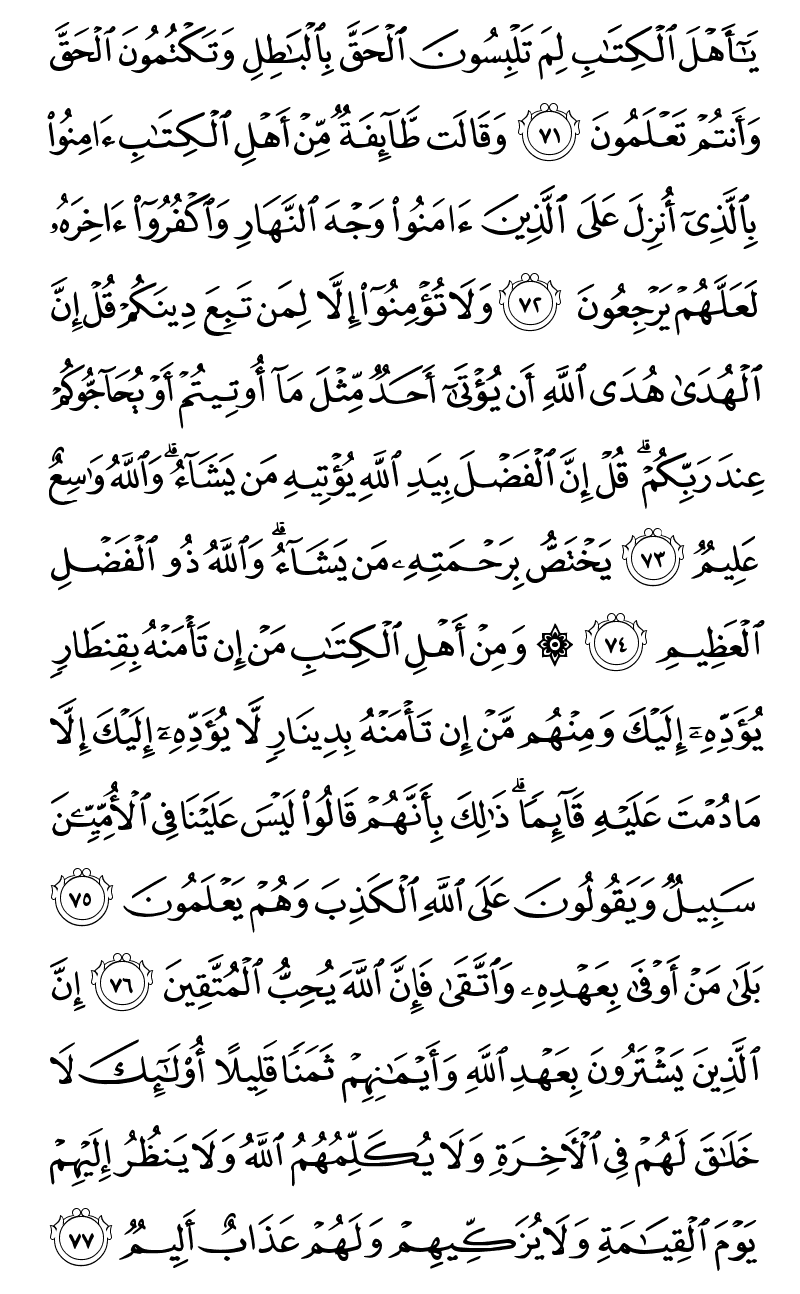 يَـٰٓأَهْلَ ٱلْكِتَـٰبِ لِمَ تَلْبِسُونَ ٱلْحَقَّ بِٱلْبَـٰطِلِ وَتَكْتُمُونَ ٱلْحَقَّ
وَأَنتُمْ تَعْلَمُونَ ٧١ وَقَالَت طَّآئِفَةٌ مِّنْ أَهْلِ ٱلْكِتَـٰبِ ءَامِنُوا۟
بِٱلَّذِىٓ أُنزِلَ عَلَى ٱلَّذِينَ ءَامَنُوا۟ وَجْهَ ٱلنَّهَارِ وَٱكْفُرُوٓا۟ ءَاخِرَهُۥ
لَعَلَّهُمْ يَرْجِعُونَ ٧٢ وَلَا تُؤْمِنُوٓا۟ إِلَّا لِمَن تَبِعَ دِينَكُمْ قُلْ إِنَّ
ٱلْهُدَىٰ هُدَى ٱللَّهِ أَن يُؤْتَىٰٓ أَحَدٌ مِّثْلَ مَآ أُوتِيتُمْ أَوْ يُحَآجُّوكُمْ
عِندَ رَبِّكُمْ ۗ قُلْ إِنَّ ٱلْفَضْلَ بِيَدِ ٱللَّهِ يُؤْتِيهِ مَن يَشَآءُ ۗ وَٱللَّهُ وَٰسِعٌ
عَلِيمٌ ٧٣ يَخْتَصُّ بِرَحْمَتِهِۦ مَن يَشَآءُ ۗ وَٱللَّهُ ذُو ٱلْفَضْلِ
ٱلْعَظِيمِ ٧٤ ۞ وَمِنْ أَهْلِ ٱلْكِتَـٰبِ مَنْ إِن تَأْمَنْهُ بِقِنطَارٍ
يُؤَدِّهِۦٓ إِلَيْكَ وَمِنْهُم مَّنْ إِن تَأْمَنْهُ بِدِينَارٍ لَّا يُؤَدِّهِۦٓ إِلَيْكَ إِلَّا
مَا دُمْتَ عَلَيْهِ قَآئِمًا ۗ ذَٰلِكَ بِأَنَّهُمْ قَالُوا۟ لَيْسَ عَلَيْنَا فِى ٱلْأُمِّيِّـۧنَ
سَبِيلٌ وَيَقُولُونَ عَلَى ٱللَّهِ ٱلْكَذِبَ وَهُمْ يَعْلَمُونَ ٧٥
بَلَىٰ مَنْ أَوْفَىٰ بِعَهْدِهِۦ وَٱتَّقَىٰ فَإِنَّ ٱللَّهَ يُحِبُّ ٱلْمُتَّقِينَ ٧٦ إِنَّ
ٱلَّذِينَ يَشْتَرُونَ بِعَهْدِ ٱللَّهِ وَأَيْمَـٰنِهِمْ ثَمَنًا قَلِيلًا أُو۟لَـٰٓئِكَ لَا
خَلَـٰقَ لَهُمْ فِى ٱلْـَٔاخِرَةِ وَلَا يُكَلِّمُهُمُ ٱللَّهُ وَلَا يَنظُرُ إِلَيْهِمْ
يَوْمَ ٱلْقِيَـٰمَةِ وَلَا يُزَكِّيهِمْ وَلَهُمْ عَذَابٌ أَلِيمٌ ٧٧